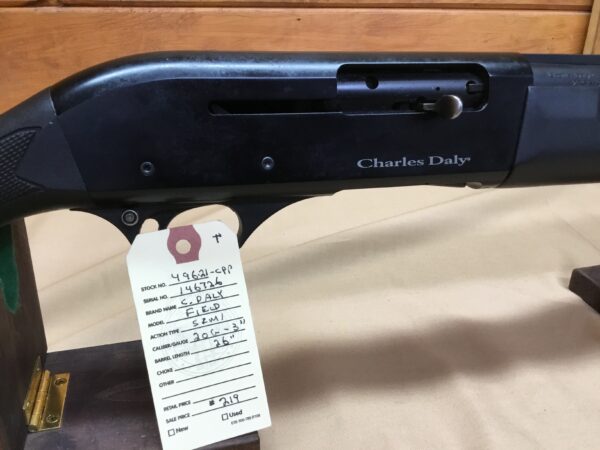 Charles Daly
STOCK NO. 49621-CPP
SERIAL NO. 146726
BRAND NAME C. DALY
MODEL FIELD
ACTION TYPE SEMI
CALIBER/GAUGE 20G - 3"
BARREL LENGTH 26"
CHOKE
OTHER
RETAIL PRICE $219
SALE PRICE
New Used